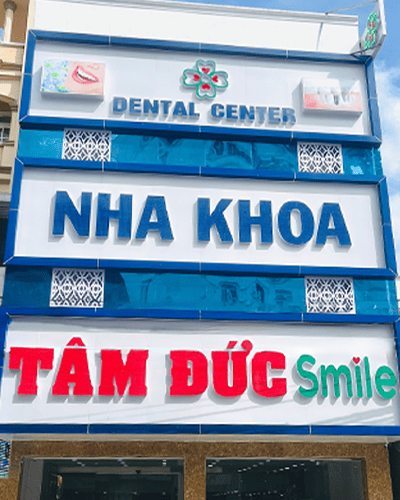 DENTAL CENTER
NHA KHOA
TÂM ĐỨC Smile